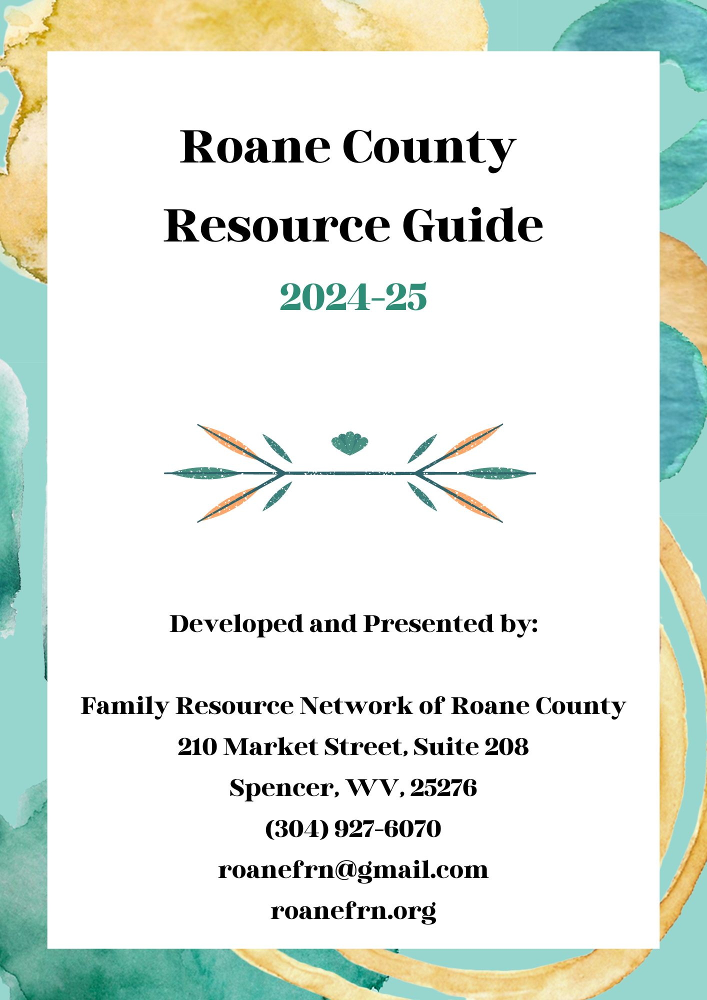 Roane County
Resource Guide
2024-25
Developed and Presented by:
Family Resource Network of Roane County
210 Market Street, Suite 208
Spencer, WV, 25276
(304) 927-6070
roanefrn@gmail.com
roanefrn.org